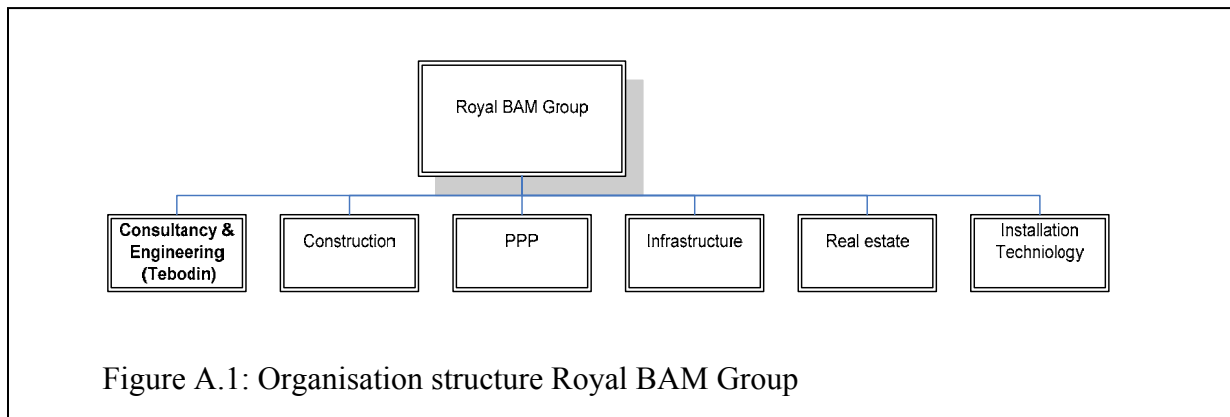 Royal BAM Group
Consultancy &
Engineering
(Tebodin)
Construction
PPP
Infrastructure
Real estate
Installation
Techniology
Figure A.1: Organisation structure Royal BAM Group